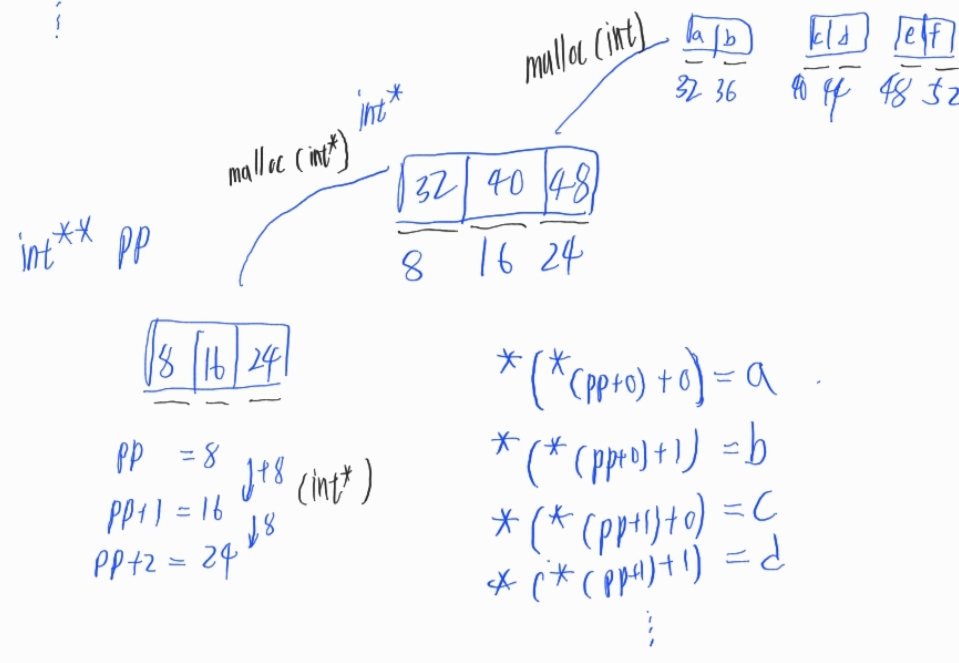 a b c d e f
32 36 40 44 48 52
malloc (int)
int*
malloc (int*)
32 40 48
8 16 24
int** pp
8 16 24
*(*(pp+0)+0) = a
*(*(pp+0)+1) = b
*(*(pp+1)+0) = c
*(*(pp+1)+1) = d
pp = 8
+8 (int*)
pp+1 = 16
8
pp+2 = 24